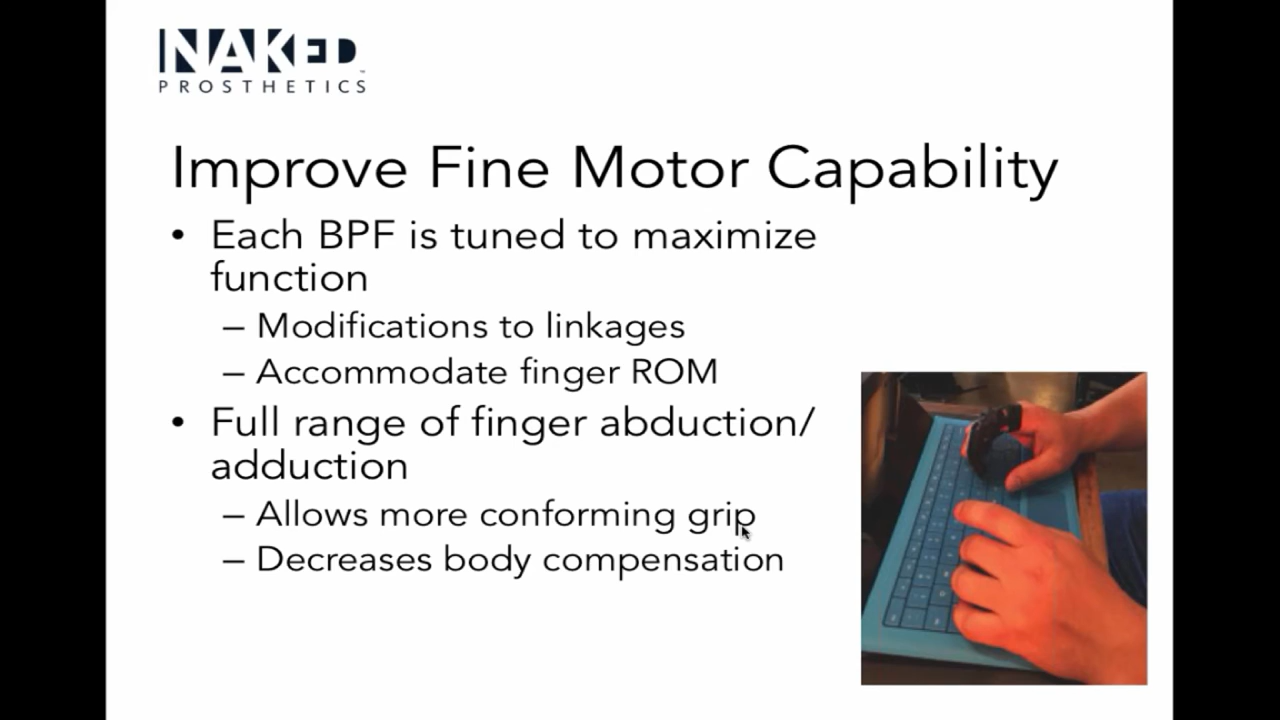 NAKED
PROSTHETICS
Improve Fine Motor Capability
• Each BPF is tuned to maximize
function
– Modifications to linkages
– Accommodate finger ROM
• Full range of finger abduction/
adduction
– Allows more conforming grip
– Decreases body compensation